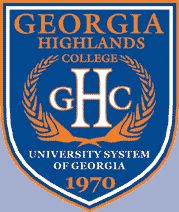 GEORGIA
HIGHLANDS
COLLEGE
GHC
UNIVERSITY SYSTEM
OF GEORGIA
1970